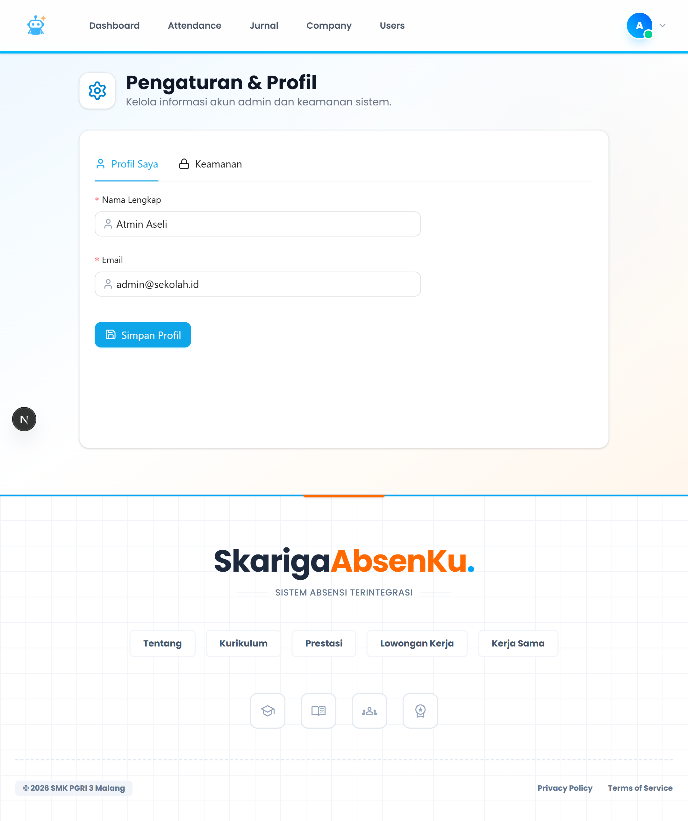 Dashboard Attendance Jurnal Company Users A
Pengaturan & Profil
Kelola informasi akun admin dan keamanan sistem.
Profil Saya Keamanan
* Nama Lengkap
Atmin Aseli
* Email
admin@sekolah.id
Simpan Profil
N
SkarigaAbsenKu.
SISTEM ABSENSI TERINTEGRASI
Tentang Kurikulum Prestasi Lowongan Kerja Kerja Sama
© 2026 SMK PGRI 3 Malang Privacy Policy Terms of Service